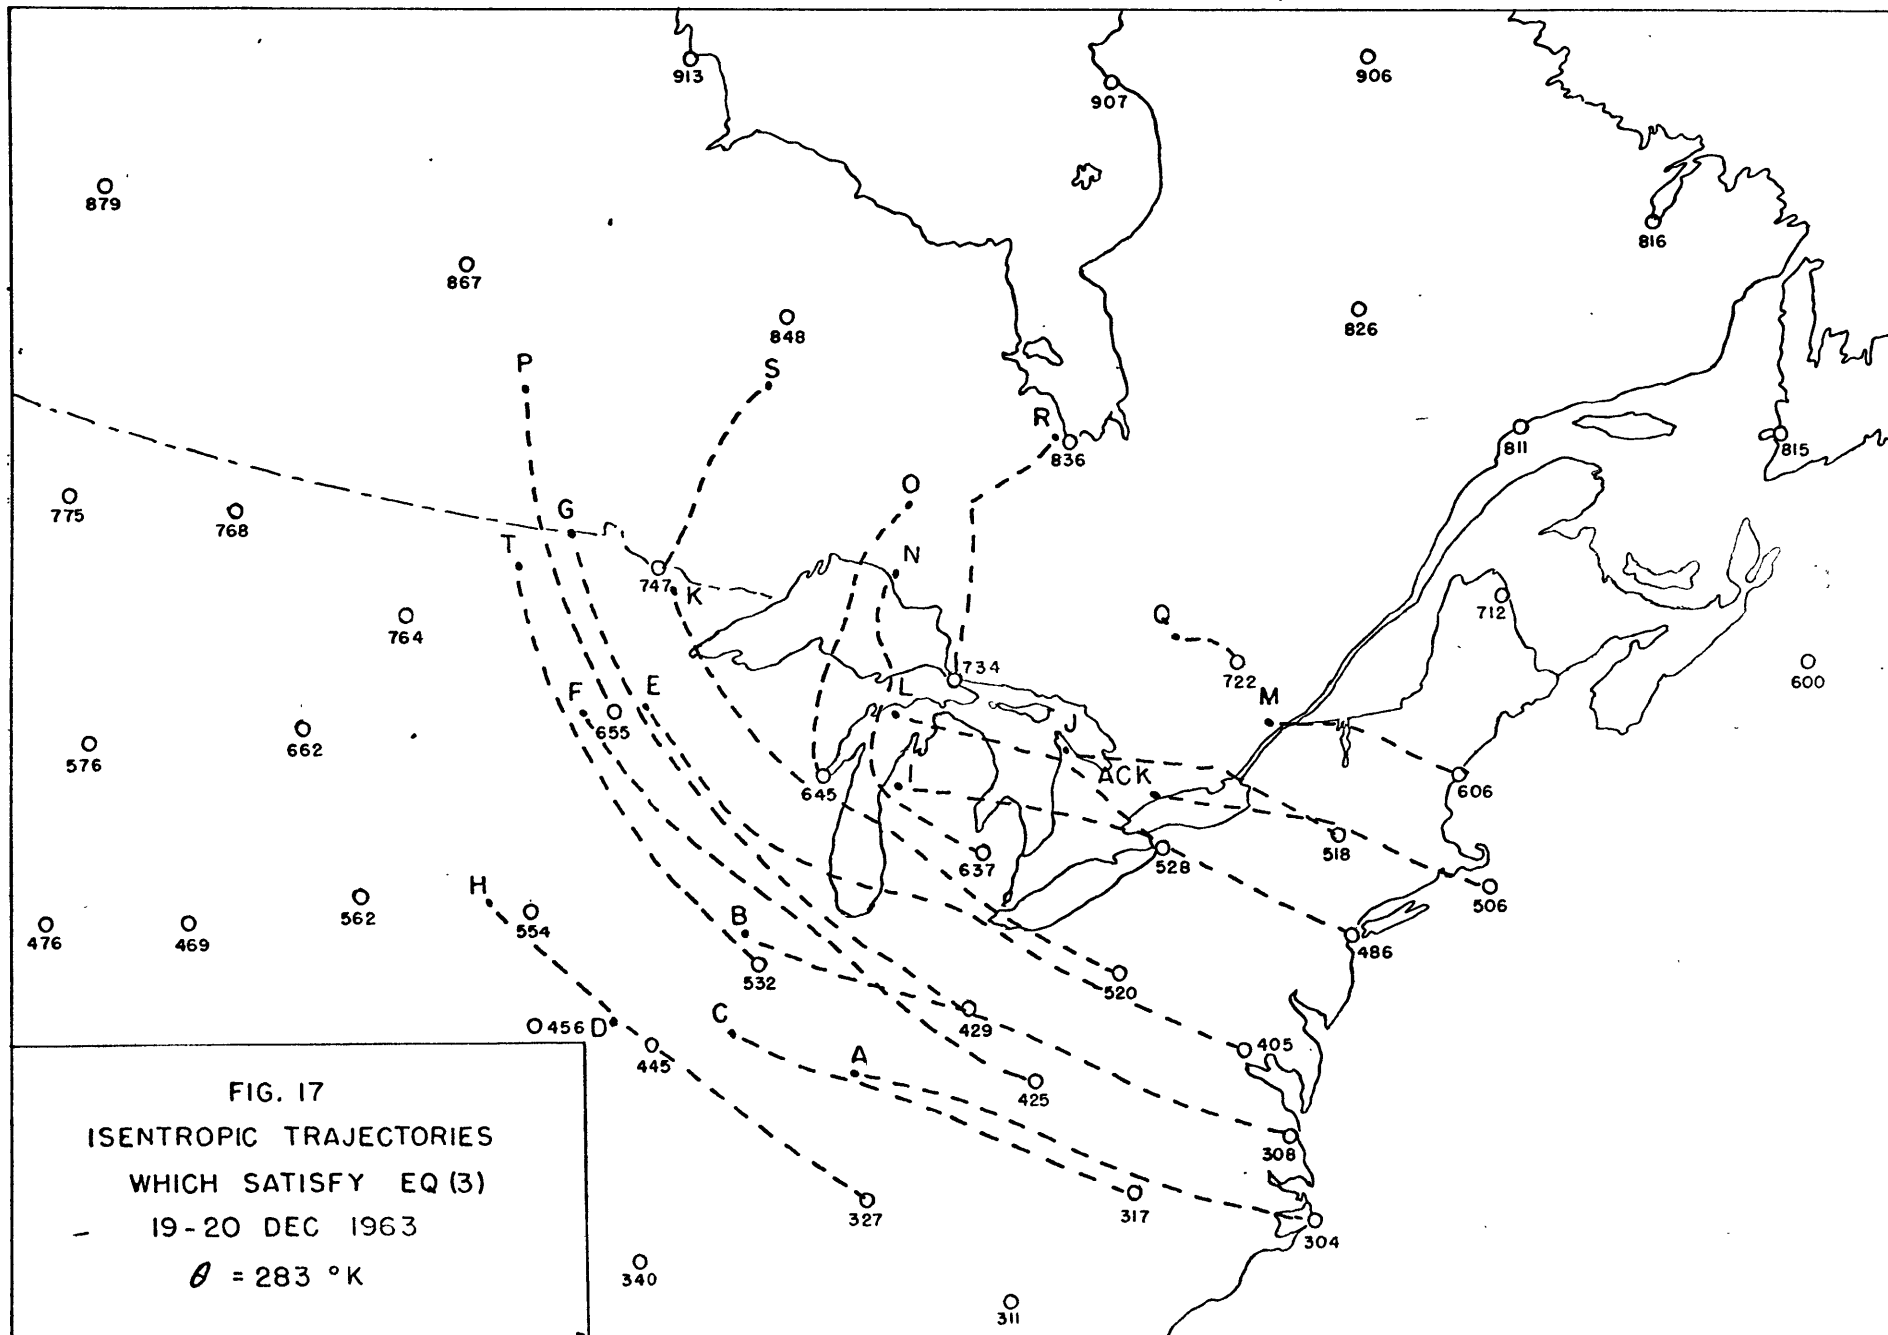 913
907
906
879
816
867
848
826
P
S
R
836
811
815
775
768
G
T
O
N
747
K
764
Q
712
734
722
600
M
F
E
655
L
J
576
662
I
ACK
645
606
637
528
518
H
B
506
476
469
562
554
532
486
520
C
456 D
429
445
A
405
425
308
317
304
327
340
311
FIG. 17
ISENTROPIC TRAJECTORIES
WHICH SATISFY EQ (3)
19-20 DEC 1963
θ = 283 °K